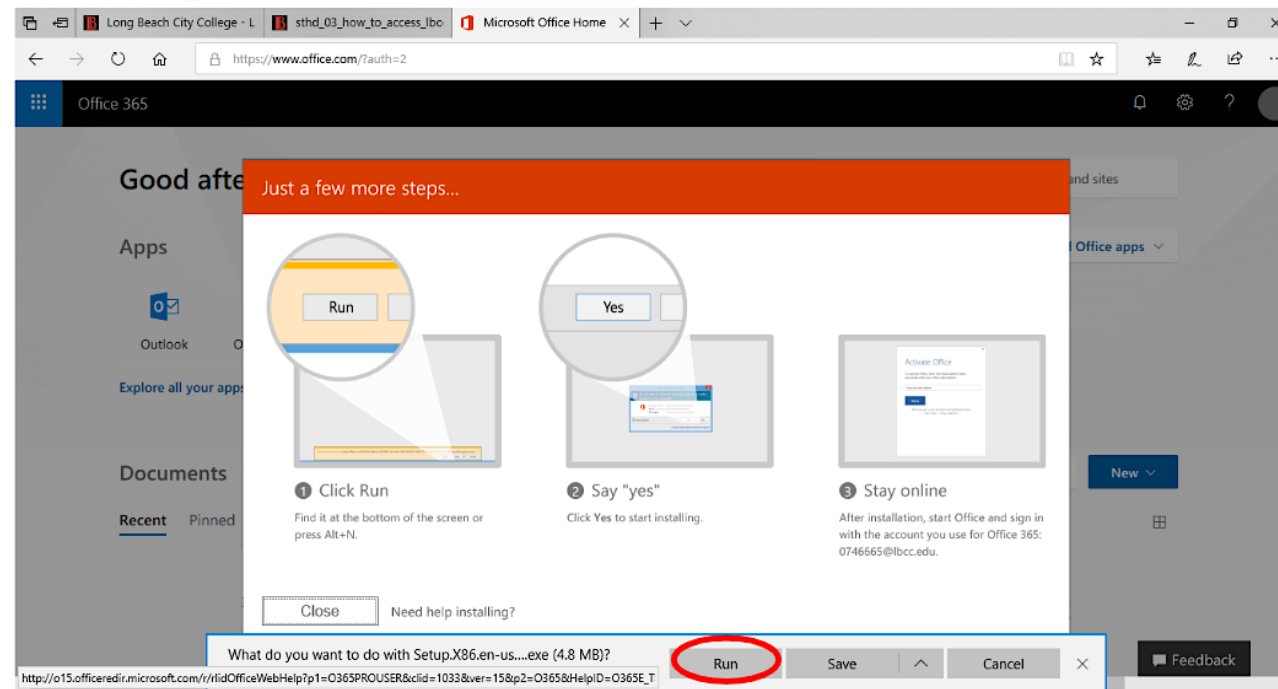 Long Beach City College - L
sthd_03_how_to_access_lbc
Microsoft Office Home
https://www.office.com/?auth=2
Office 365
Good afte
and sites
Just a few more steps...
Apps
Office apps
Run
Yes
Outlook
O
Explore all your app
Activate Office
Documents
New
Recent Pinned
1 Click Run
Find it at the bottom of the screen or
press Alt+N.
2 Say "yes"
Click Yes to start installing.
3 Stay online
After installation, start Office and sign in
with the account you use for Office 365:
0746665@lbcc.edu.
Close
Need help installing?
What do you want to do with Setup.X86.en-us....exe (4.8 MB)?
Run
Save
Cancel
Feedback
http://o15.officeredir.microsoft.com/r/rlidOfficeWebHelp?p1=O365PROUSER&clid=1033&ver=15&p2=O365&HelpID=O365E_T